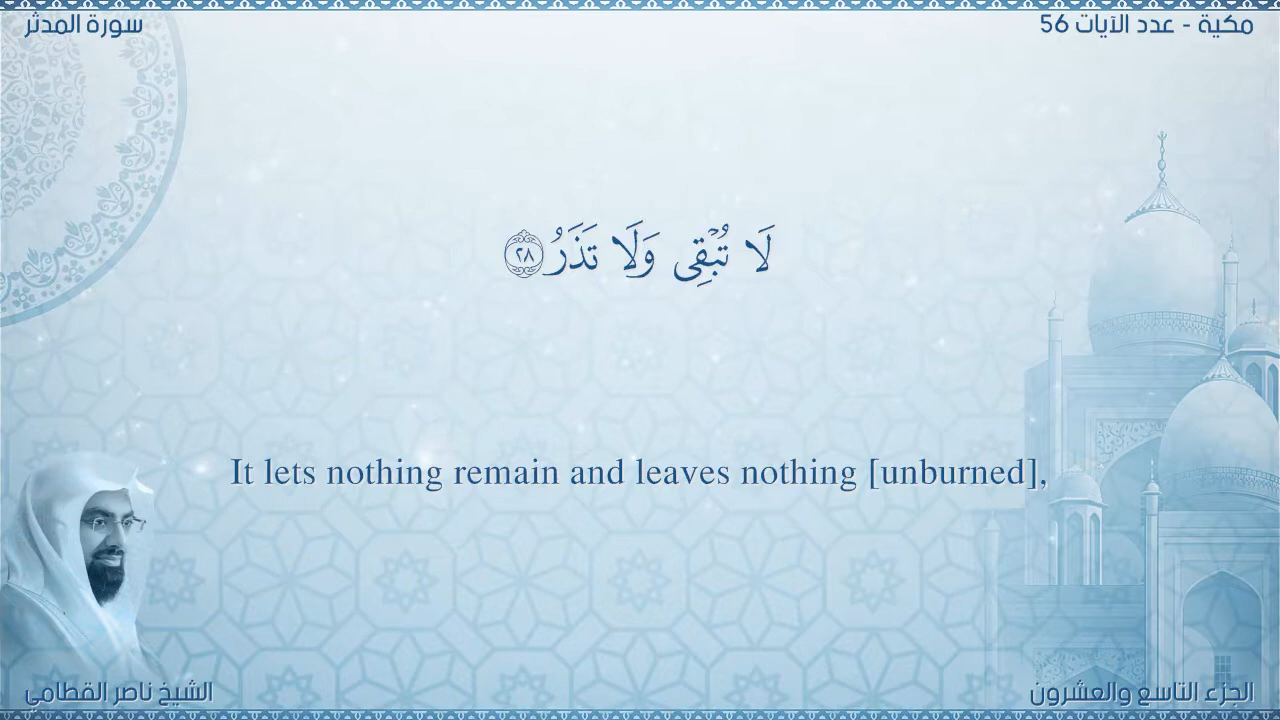 مكية - عدد الآيات 56
سورة المدثر
لَا تُبْقِى وَلَا تَذَرُ ٢٨
It lets nothing remain and leaves nothing [unburned],
الجزء التاسع والعشرون
الشيخ ناصر القطامي